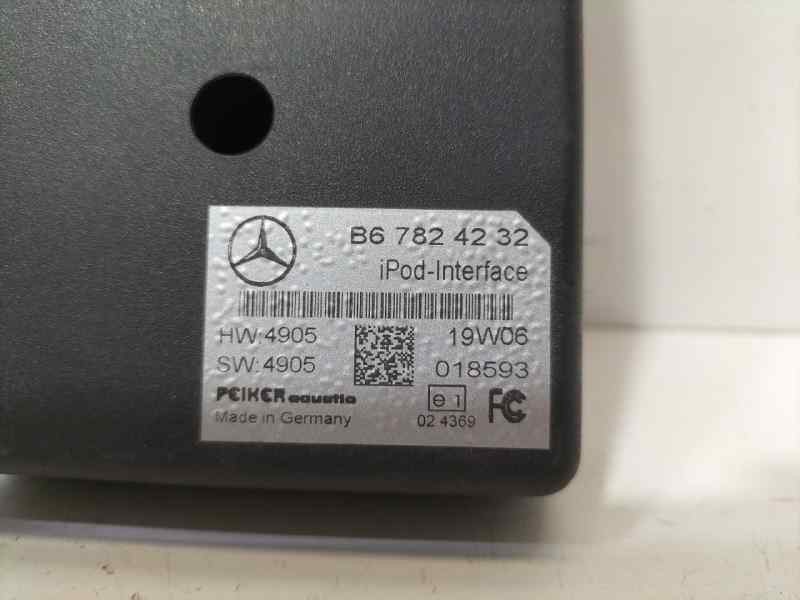 B6 782 42 32
iPod-Interface
HW:4905 19W06
SW:4905 018593
PEIKER acustic
Made in Germany
e1
02 4369
FC